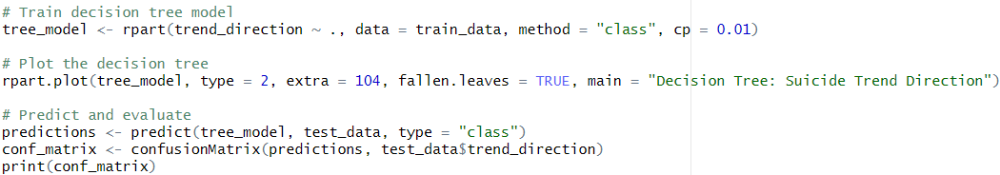 # Train decision tree model
tree_model <- rpart(trend_direction ~ ., data = train_data, method = "class", cp = 0.01)
# Plot the decision tree
rpart.plot(tree_model, type = 2, extra = 104, fallen.leaves = TRUE, main = "Decision Tree: Suicide Trend Direction")
# Predict and evaluate
predictions <- predict(tree_model, test_data, type = "class")
conf_matrix <- confusionMatrix(predictions, test_data$trend_direction)
print(conf_matrix)